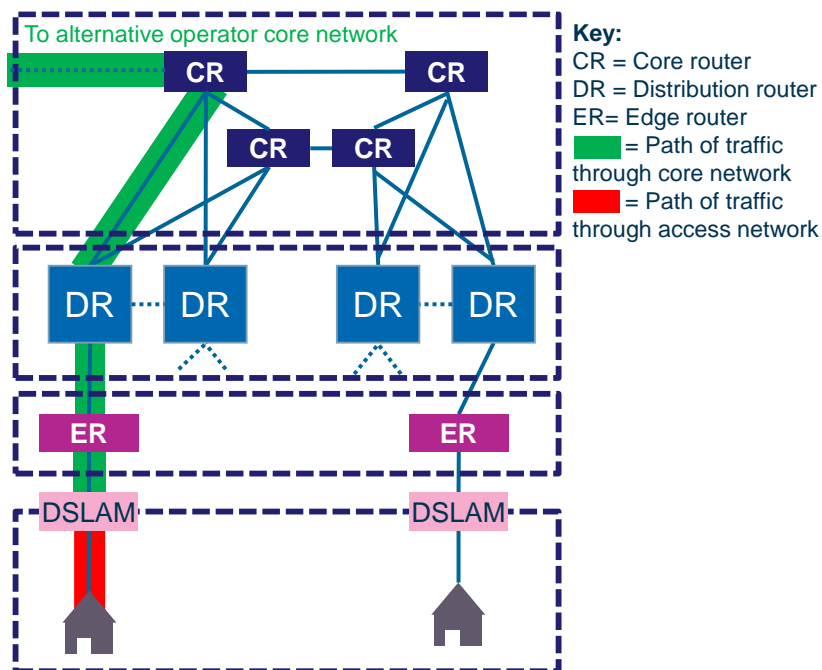 To alternative operator core network
CR
CR
CR
CR
DR
DR
DR
DR
ER
ER
DSLAM
DSLAM
Key:
CR = Core router
DR = Distribution router
ER= Edge router
= Path of traffic
through core network
= Path of traffic
through access network